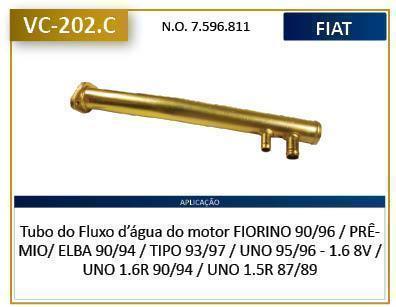 VC-202.C
N.O. 7.596.811
FIAT
APLICAÇÃO
Tubo do Fluxo d’água do motor FIORINO 90/96 / PRÊ-
MIO/ ELBA 90/94 / TIPO 93/97 / UNO 95/96 - 1.6 8V /
UNO 1.6R 90/94 / UNO 1.5R 87/89